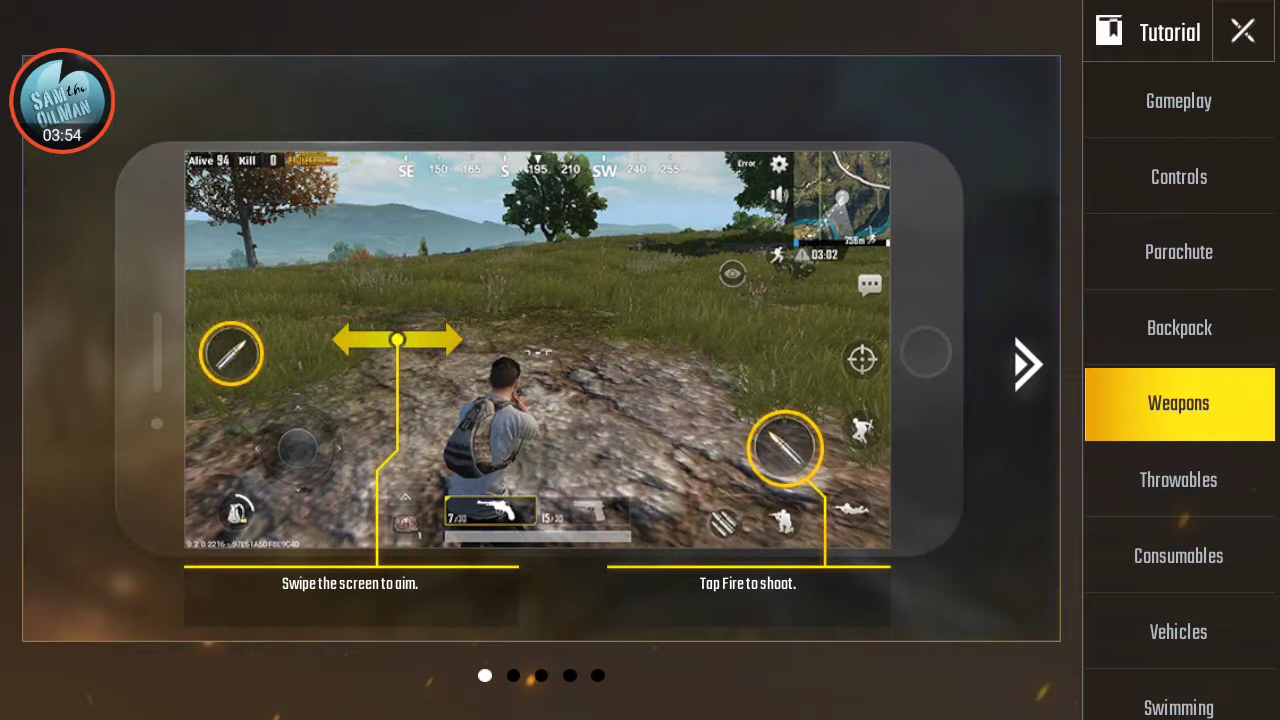 Tutorial
SAM the
OILMAN
03:54
Gameplay
Controls
Parachute
Backpack
Weapons
Throwables
Consumables
Vehicles
Swimming
Alive 94 Kill 0
SE 150 165 S 195 210 SW 240 255
Error
756m
03:02
7/30
15/30
1
Swipe the screen to aim.
Tap Fire to shoot.